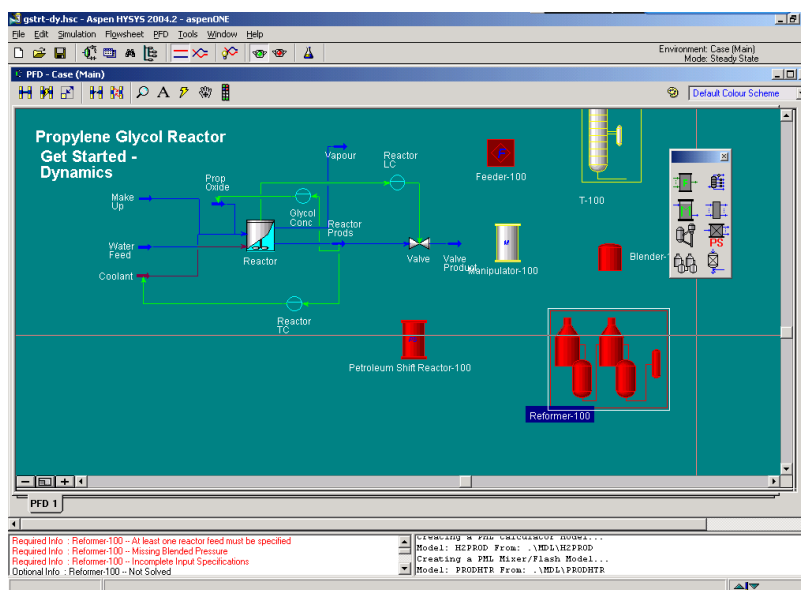 gstrt-dy.hsc - Aspen HYSYS 2004.2 - aspenONE
File Edit Simulation Flowsheet PFD Tools Window Help
Environment: Case (Main)
Mode: Steady State
PFD - Case (Main)
A
Default Colour Scheme
Propylene Glycol Reactor
Get Started -
Dynamics
Make
Up
Prop
Oxide
Vapour
Reactor
LC
Feeder-100
T-100
Glycol
Conc
Reactor
Prods
Water
Feed
Reactor
Valve
Valve
Product
Manipulator-100
Blender-1
PS
Coolant
Reactor
TC
Petroleum Shift Reactor-100
Reformer-100
PFD 1
Required Info : Reformer-100 -- At least one reactor feed must be specified
Required Info : Reformer-100 -- Missing Blended Pressure
Required Info : Reformer-100 -- Incomplete Input Specifications
Optional Info : Reformer-100 -- Not Solved
Creating a PML Calculator Model...
Model: H2PROD From: .\MDL\H2PROD
Creating a PML Mixer/Flash Model...
Model: PRODHTR From: .\MDL\PRODHTR